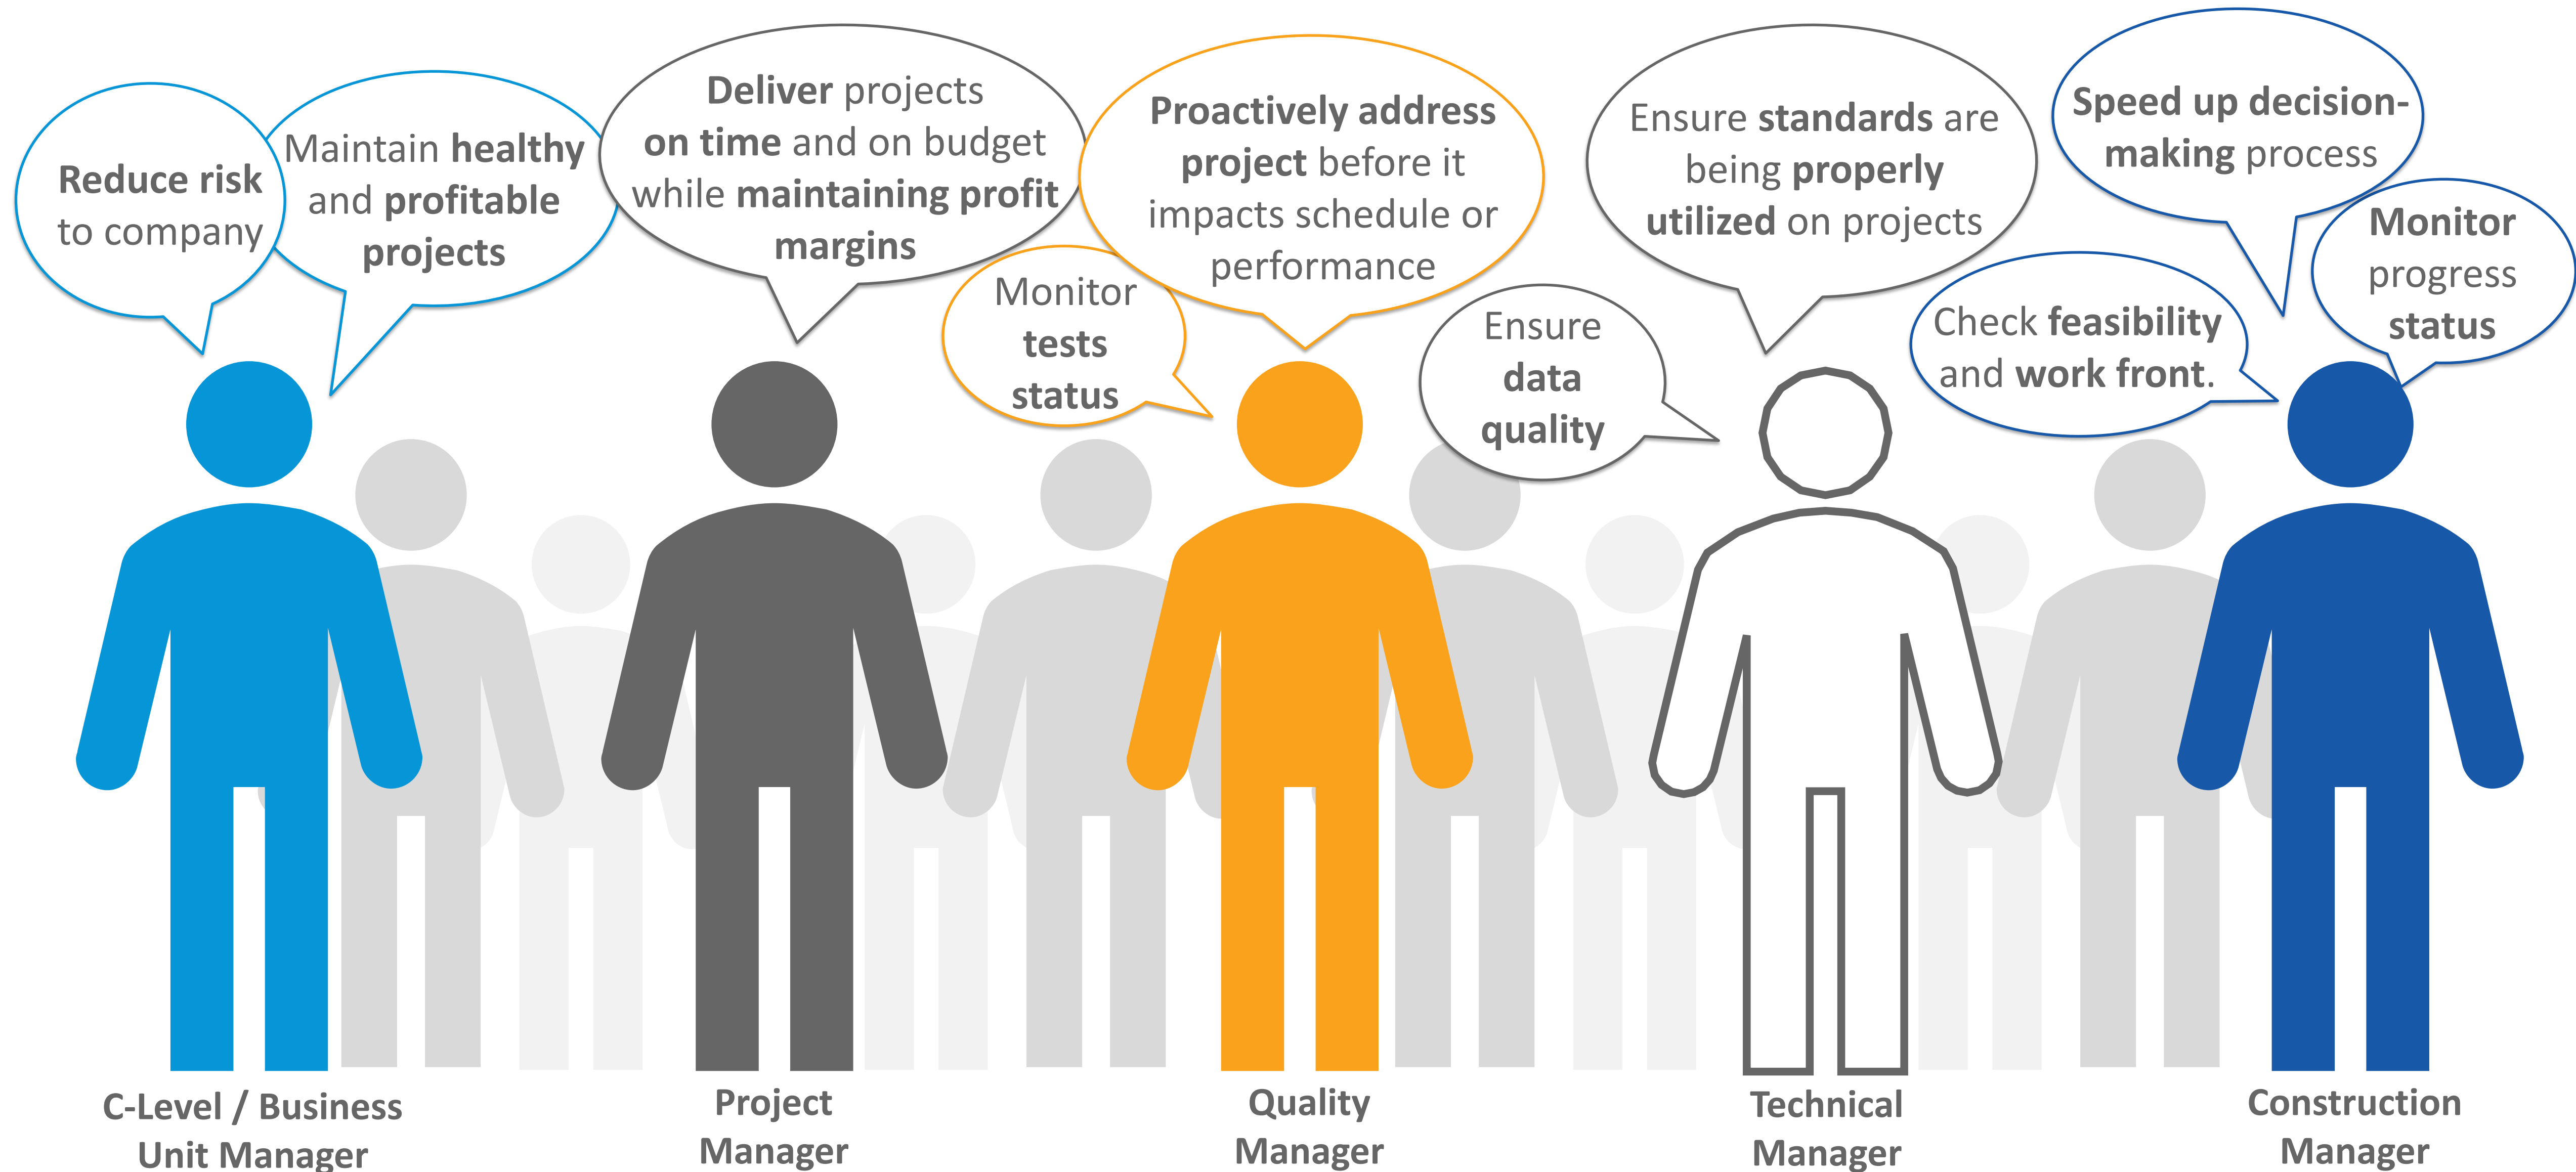 Reduce risk
to company
Maintain healthy
and profitable
projects
Deliver projects
on time and on budget
while maintaining profit
margins
Monitor
tests
status
Proactively address
project before it
impacts schedule or
performance
Ensure
data
quality
Ensure standards are
being properly
utilized on projects
Check feasibility
and work front.
Speed up decision-
making process
Monitor
progress
status
C-Level / Business
Unit Manager
Project
Manager
Quality
Manager
Technical
Manager
Construction
Manager